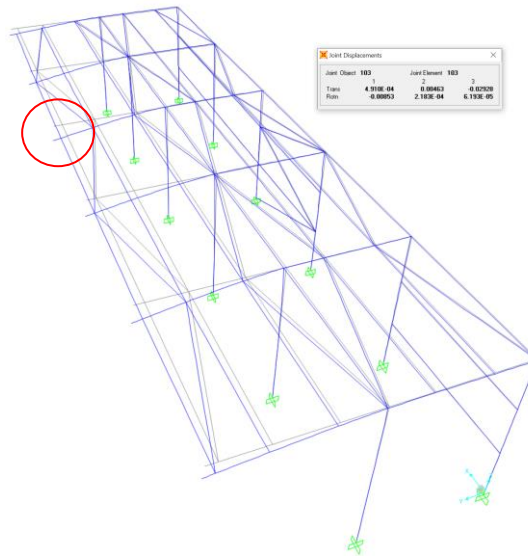 Joint Displacements
Joint Object 103 Joint Element 103
1 2 3
Trans 4.910E-04 0.00463 -0.02928
Rotn -0.00853 2.183E-04 6.193E-05